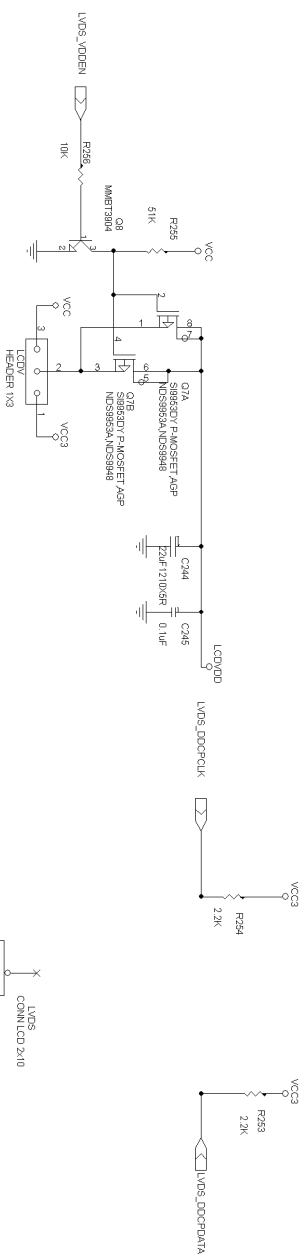 LVDS_VDDEN
R256
10K
1
2
3
Q8
MMBT3904
51K
R255
VCC
VCC
3
2
1
VCC3
LCDV
HEADER 1X3
2
1
8
7
Q7A
SI9953DY P-MOSFET,AGP
NDS9953A,NDS9948
4
3
6
5
Q7B
SI9953DY P-MOSFET,AGP
NDS9953A,NDS9948
C244
22uF1210X5R
C245
0.1uF
LCDVDD
LVDS_DDCPCLK
R254
2.2K
VCC3
VCC3
R253
2.2K
LVDS_DDCPDATA
LVDS
CONN LCD 2x10